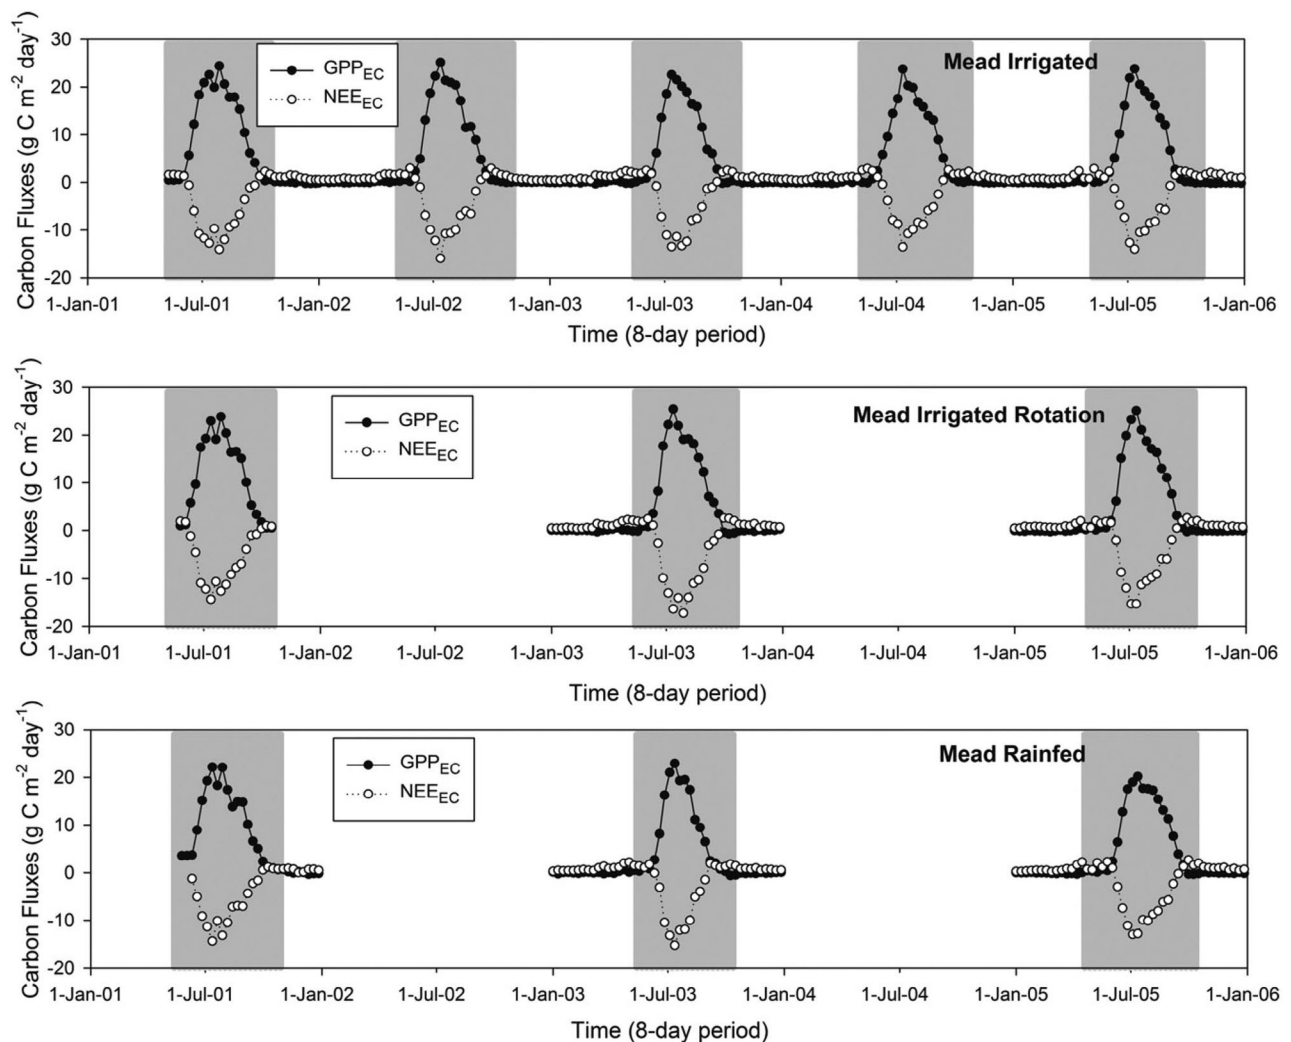 Carbon Fluxes (g C m⁻² day⁻¹)
30
20
10
0
-10
-20
GPP_EC
NEE_EC
Mead Irrigated
1-Jan-01 1-Jul-01 1-Jan-02 1-Jul-02 1-Jan-03 1-Jul-03 1-Jan-04 1-Jul-04 1-Jan-05 1-Jul-05 1-Jan-06
Time (8-day period)
Carbon Fluxes (g C m⁻² day⁻¹)
30
20
10
0
-10
-20
GPP_EC
NEE_EC
Mead Irrigated Rotation
1-Jan-01 1-Jul-01 1-Jan-02 1-Jul-02 1-Jan-03 1-Jul-03 1-Jan-04 1-Jul-04 1-Jan-05 1-Jul-05 1-Jan-06
Time (8-day period)
Carbon Fluxes (g C m⁻² day⁻¹)
30
20
10
0
-10
-20
GPP_EC
NEE_EC
Mead Rainfed
1-Jan-01 1-Jul-01 1-Jan-02 1-Jul-02 1-Jan-03 1-Jul-03 1-Jan-04 1-Jul-04 1-Jan-05 1-Jul-05 1-Jan-06
Time (8-day period)